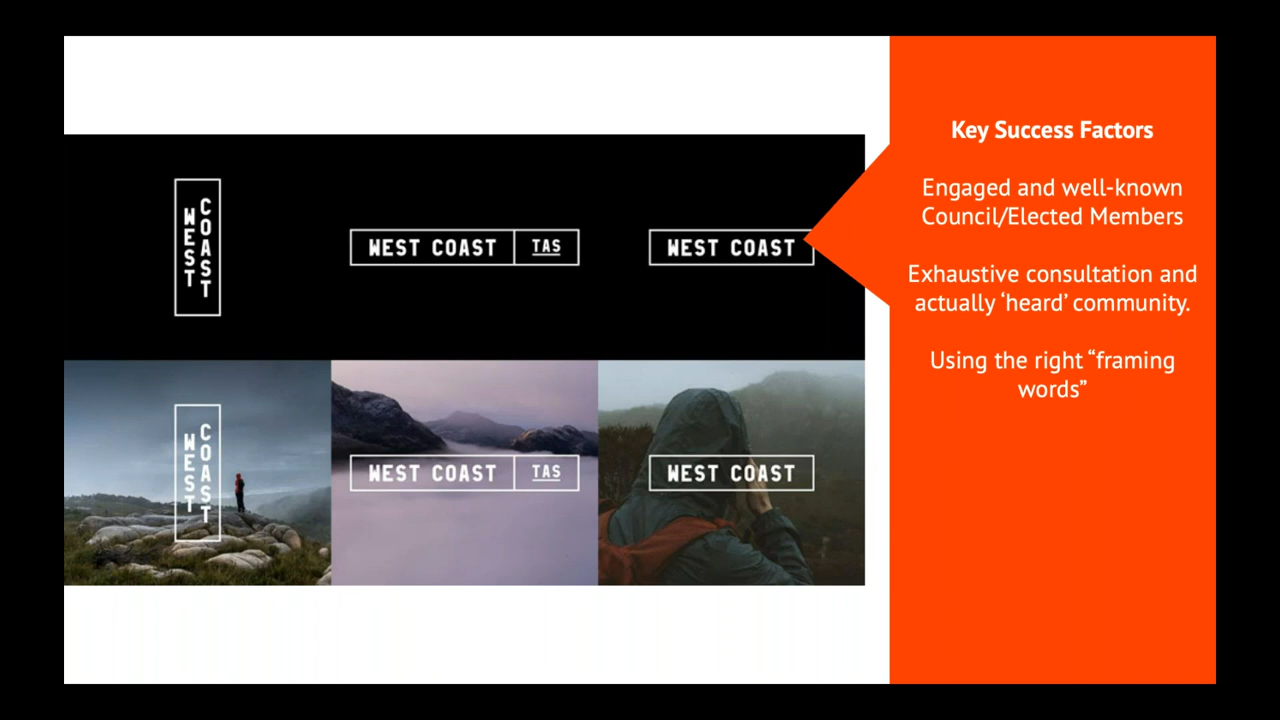 WEST
COAST
WEST COAST TAS
WEST COAST
WEST
COAST
WEST COAST TAS
WEST COAST
Key Success Factors
Engaged and well-known
Council/Elected Members
Exhaustive consultation and
actually ‘heard’ community.
Using the right “framing
words”